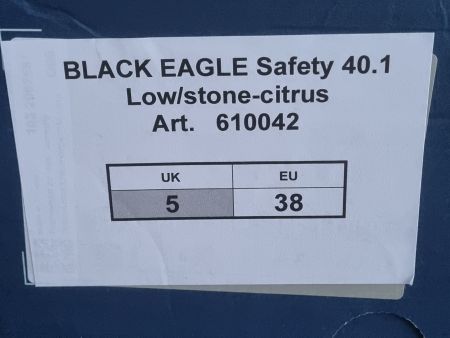 BLACK EAGLE Safety 40.1
Low/stone-citrus
Art. 610042
UK EU
5 38